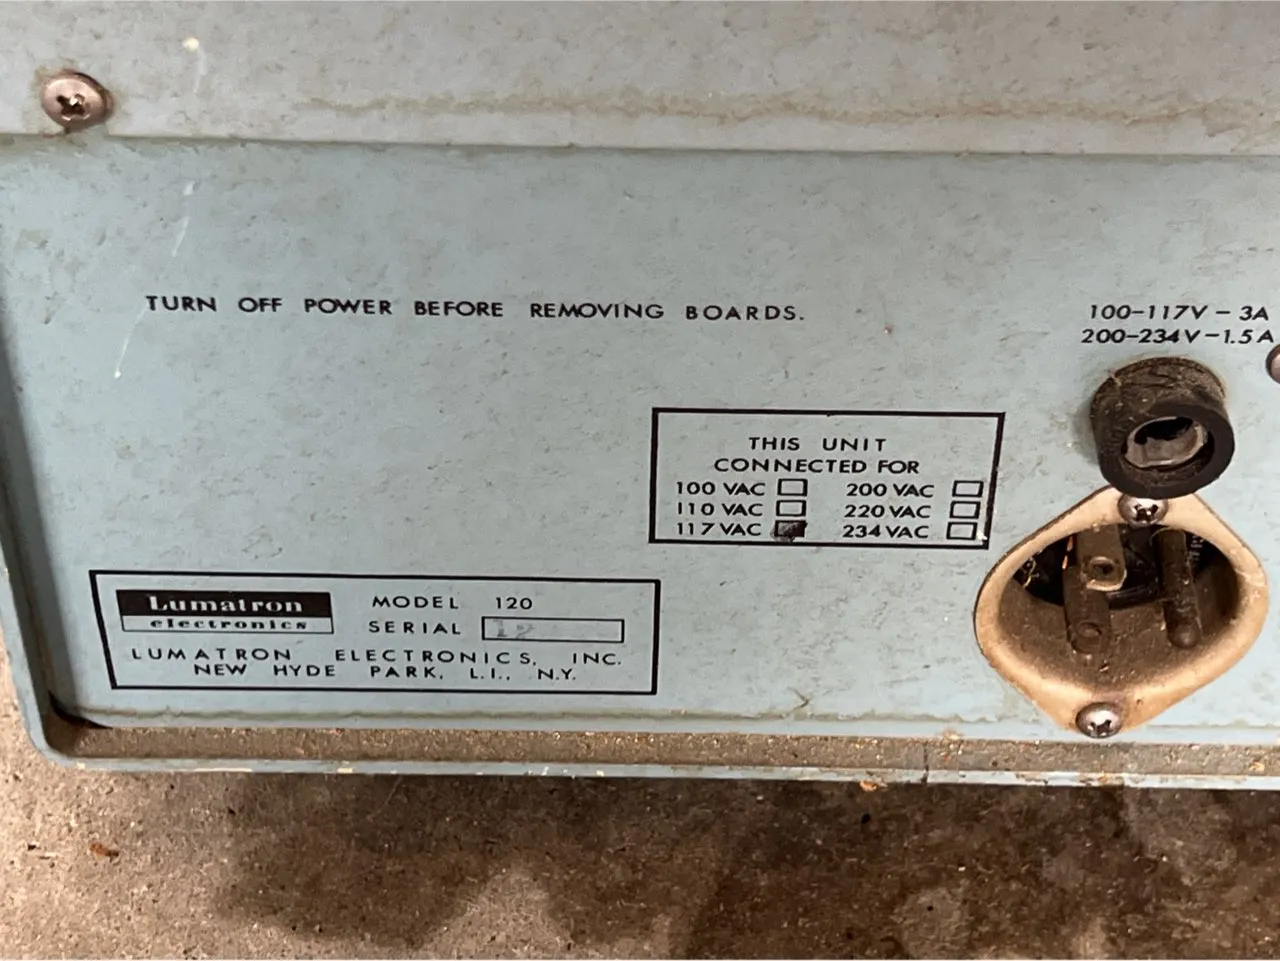 TURN OFF POWER BEFORE REMOVING BOARDS.
100-117V - 3A
200-234V-1.5A
THIS UNIT
CONNECTED FOR
100 VAC 200 VAC
110 VAC 220 VAC
117 VAC 234 VAC
Lumatron
electronics
MODEL 120
SERIAL
LUMATRON ELECTRONICS, INC.
NEW HYDE PARK, L.I., N.Y.